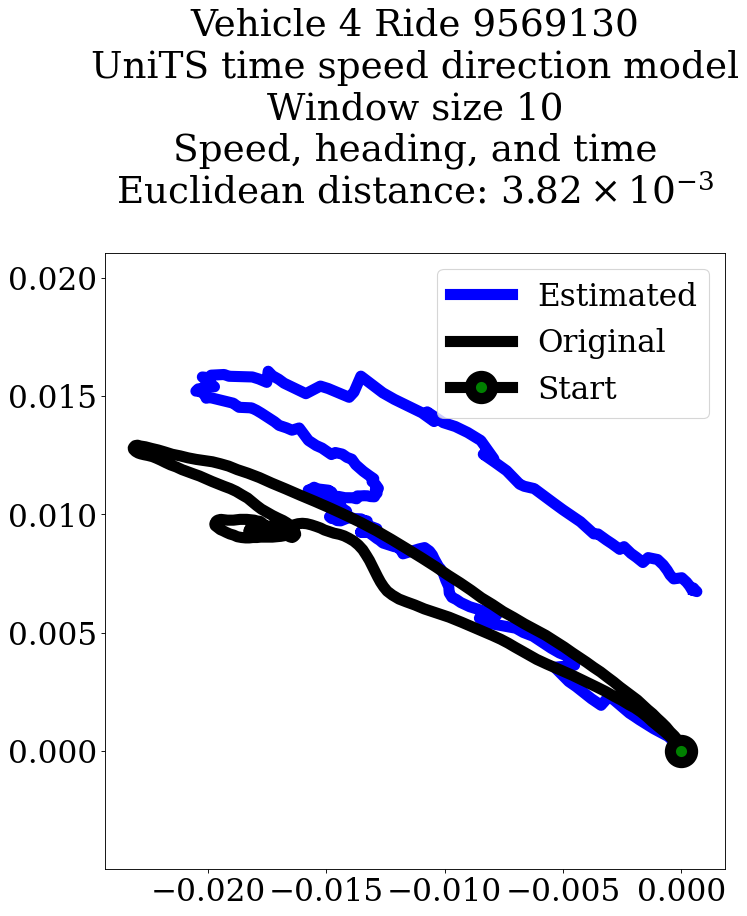 Vehicle 4 Ride 9569130
UniTS time speed direction model
Window size 10
Speed, heading, and time
Euclidean distance: 3.82 × 10⁻³
Estimated
Original
Start
0.020
0.015
0.010
0.005
0.000
−0.020 −0.015 −0.010 −0.005 0.000